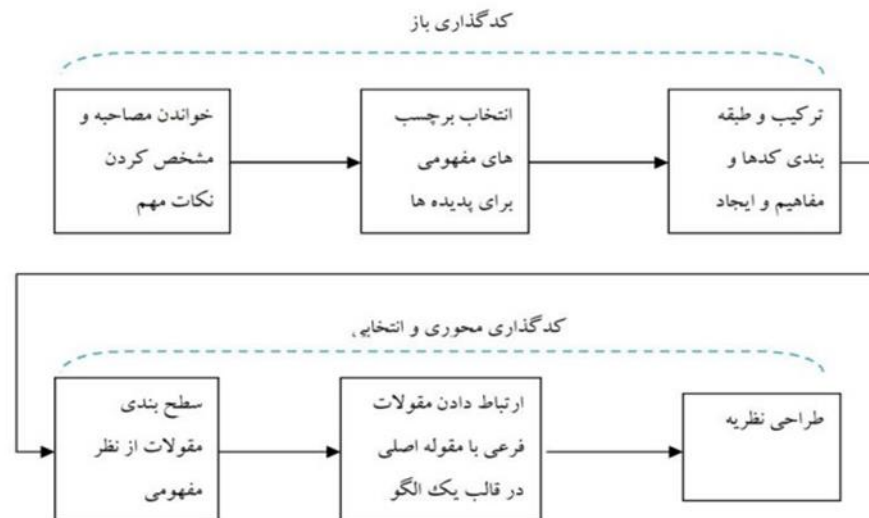 کدگذاری باز
خواندن مصاحبه و
مشخص کردن
نکات مهم
انتخاب برچسب
های مفهومی
برای پدیده ها
ترکیب و طبقه
بندی کدها و
مفاهیم و ایجاد
کدگذاری محوری و انتخابی
سطح بندی
مقولات از نظر
مفهومی
ارتباط دادن مقولات
فرعی با مقوله اصلی
در قالب یک الگو
طراحی نظریه